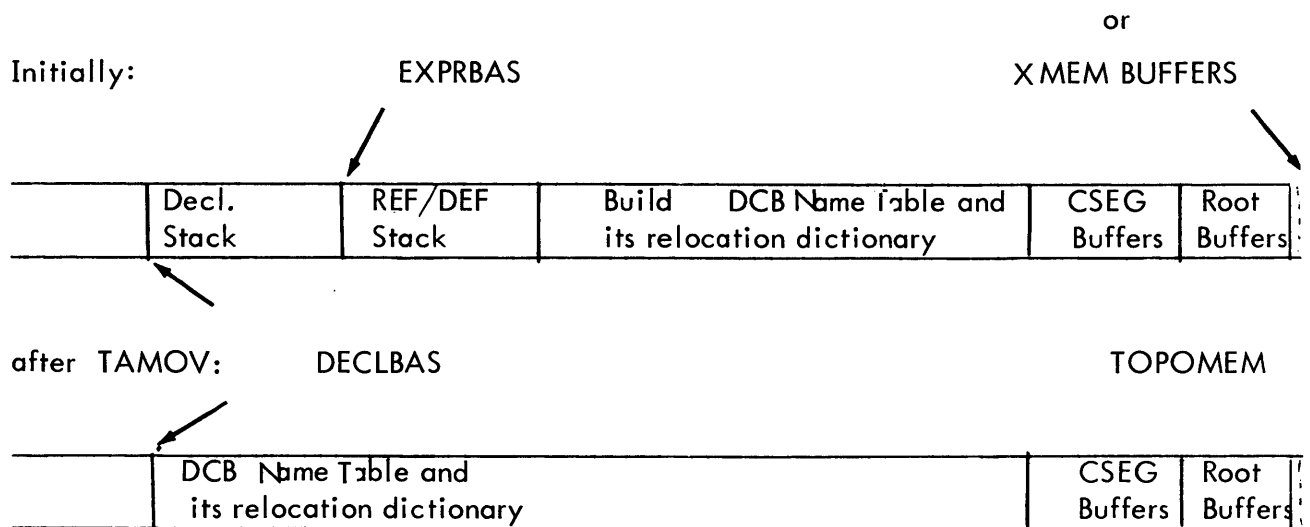 or
Initially: EXPRBAS XMEM BUFFERS
Decl. REF/DEF Build DCB Name Table and CSEG Root
Stack Stack its relocation dictionary Buffers Buffers
after TAMOV: DECLBAS TOPOMEM
DCB Name Table and CSEG Root
its relocation dictionary Buffers Buffers